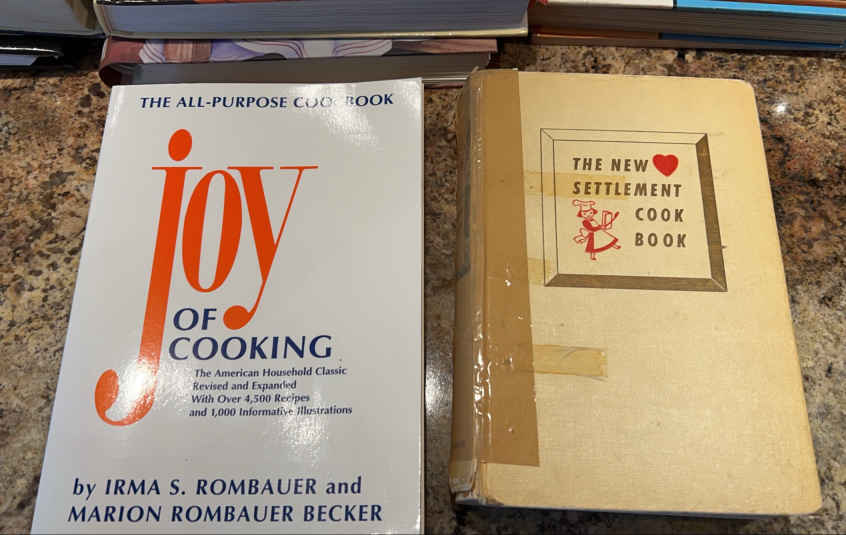 THE ALL-PURPOSE COOKBOOK
joy
OF
COOKING
The American Household Classic
Revised and Expanded
With Over 4,500 Recipes
and 1,000 Informative Illustrations
by IRMA S. ROMBAUER and
MARION ROMBAUER BECKER
THE NEW
SETTLEMENT
COOK
BOOK